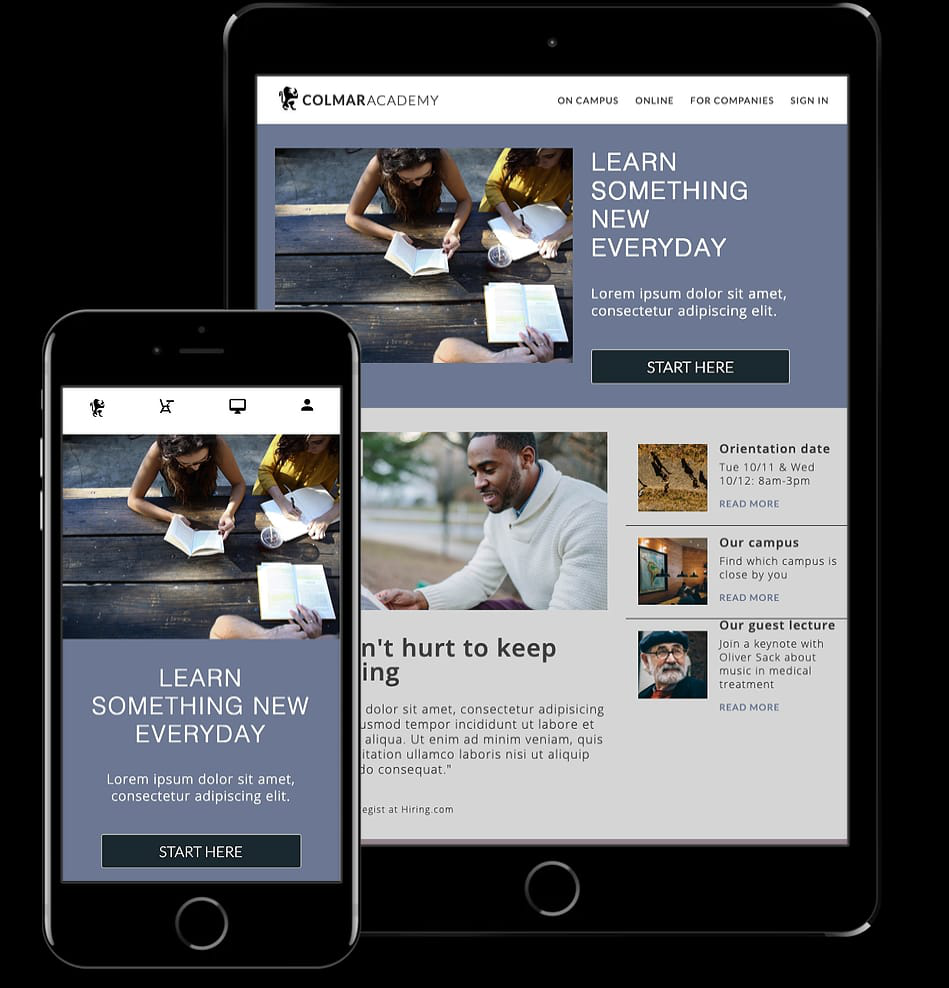 COLMARACADEMY
ON CAMPUS ONLINE FOR COMPANIES SIGN IN
LEARN
SOMETHING
NEW
EVERYDAY
Lorem ipsum dolor sit amet,
consectetur adipiscing elit.
START HERE
n't hurt to keep
ing
dolor sit amet, consectetur adipisicing
usmod tempor incididunt ut labore et
aliqua. Ut enim ad minim veniam, quis
itation ullamco laboris nisi ut aliquip
do consequat."
egist at Hiring.com
Orientation date
Tue 10/11 & Wed
10/12: 8am-3pm
READ MORE
Our campus
Find which campus is
close by you
READ MORE
Our guest lecture
Join a keynote with
Oliver Sack about
music in medical
treatment
READ MORE
LEARN
SOMETHING NEW
EVERYDAY
Lorem ipsum dolor sit amet,
consectetur adipiscing elit.
START HERE